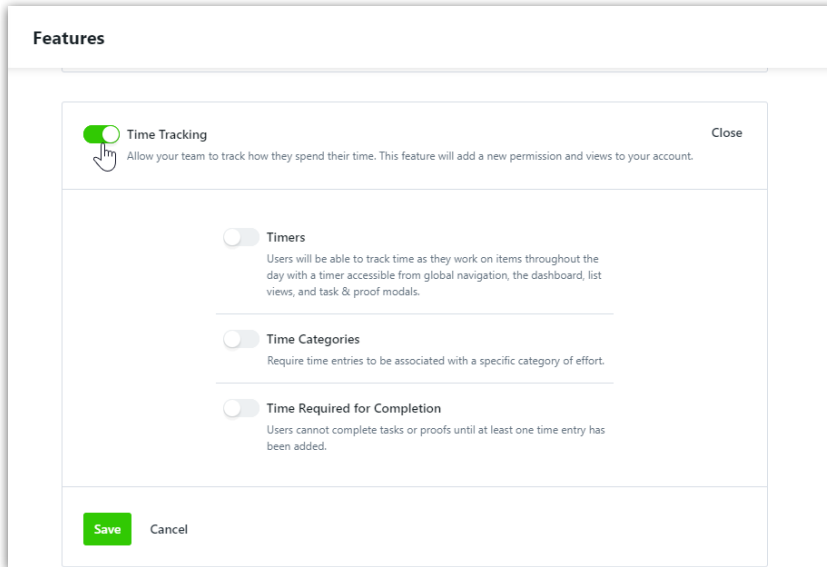 Features
Time Tracking
Close
Allow your team to track how they spend their time. This feature will add a new permission and views to your account.
Timers
Users will be able to track time as they work on items throughout the
day with a timer accessible from global navigation, the dashboard, list
views, and task & proof modals.
Time Categories
Require time entries to be associated with a specific category of effort.
Time Required for Completion
Users cannot complete tasks or proofs until at least one time entry has
been added.
Save
Cancel